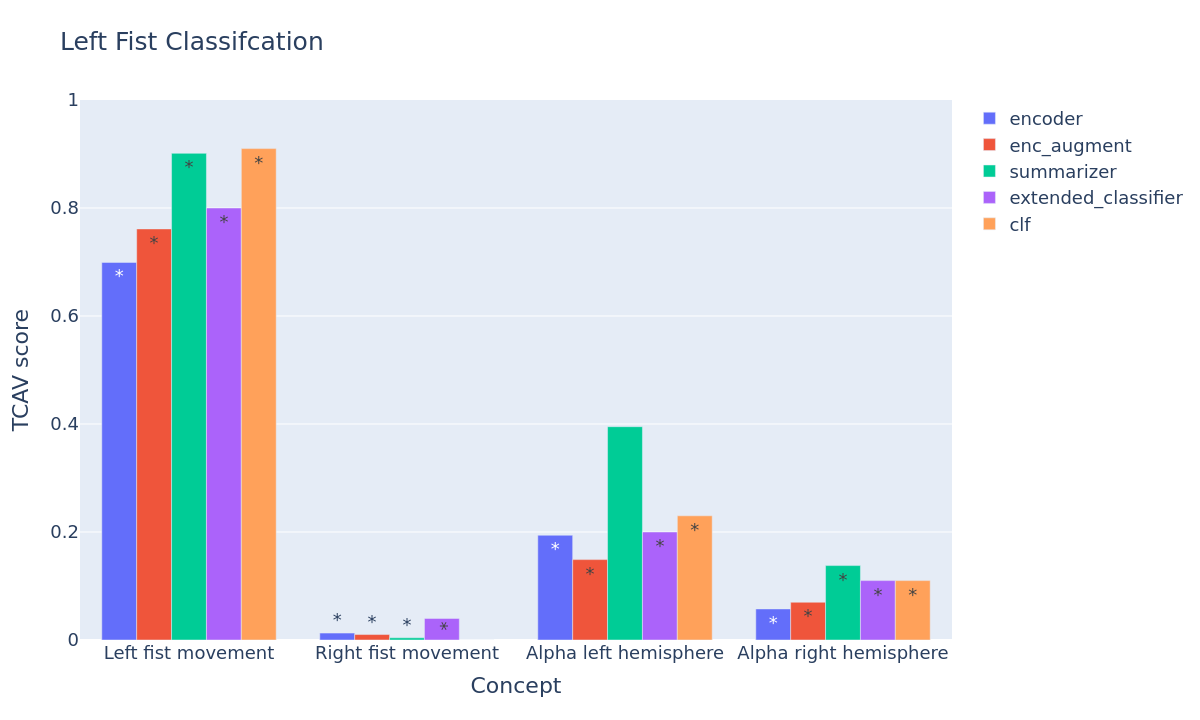 Left Fist Classifcation
1
0.8
0.6
0.4
0.2
0
TCAV score
* * * * *
* * * *
* * * *
* * * * *
Left fist movement Right fist movement Alpha left hemisphere Alpha right hemisphere
Concept
encoder
enc_augment
summarizer
extended_classifier
clf